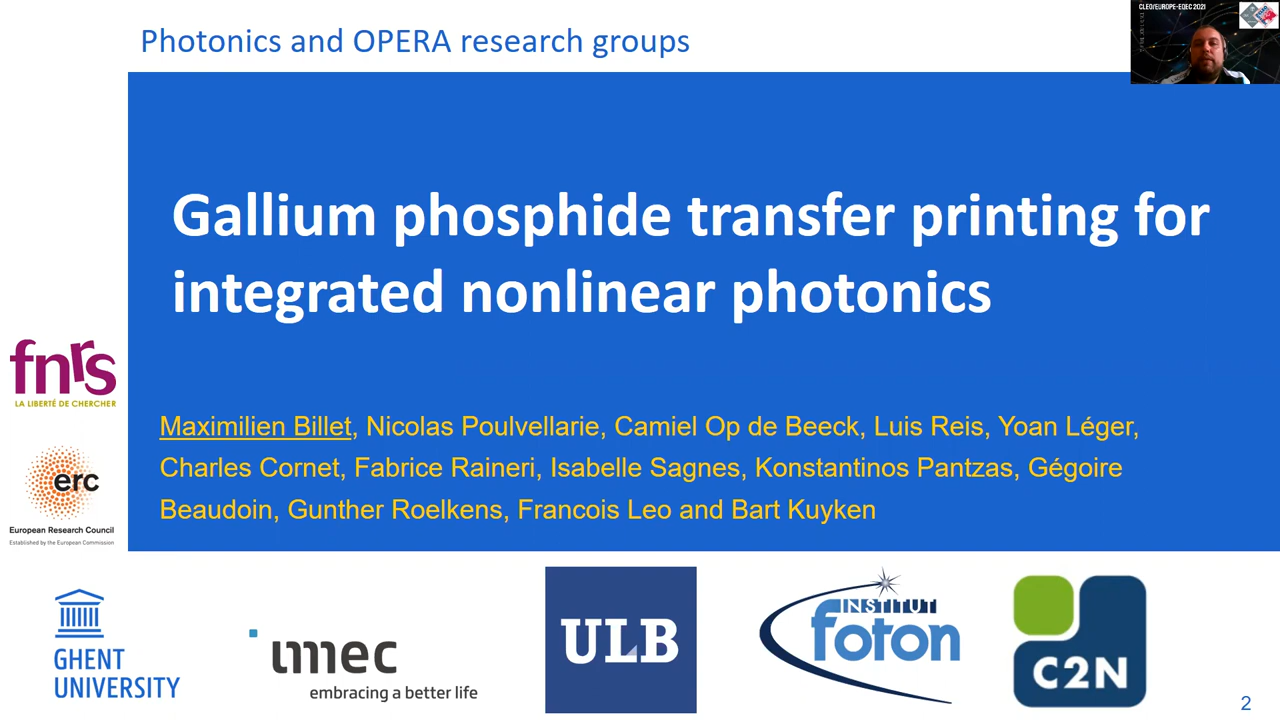 Photonics and OPERA research groups
CLEO/EUROPE-EQEC 2021
Gallium phosphide transfer printing for
integrated nonlinear photonics
fnrs
LA LIBERTÉ DE CHERCHER
Maximilien Billet, Nicolas Poulvellarie, Camiel Op de Beeck, Luis Reis, Yoan Léger,
Charles Cornet, Fabrice Raineri, Isabelle Sagnes, Konstantinos Pantzas, Gégoire
Beaudoin, Gunther Roelkens, Francois Leo and Bart Kuyken
erc
European Research Council
Established by the European Commission
GHENT
UNIVERSITY
imec
embracing a better life
ULB
INSTITUT
foton
C2N
2